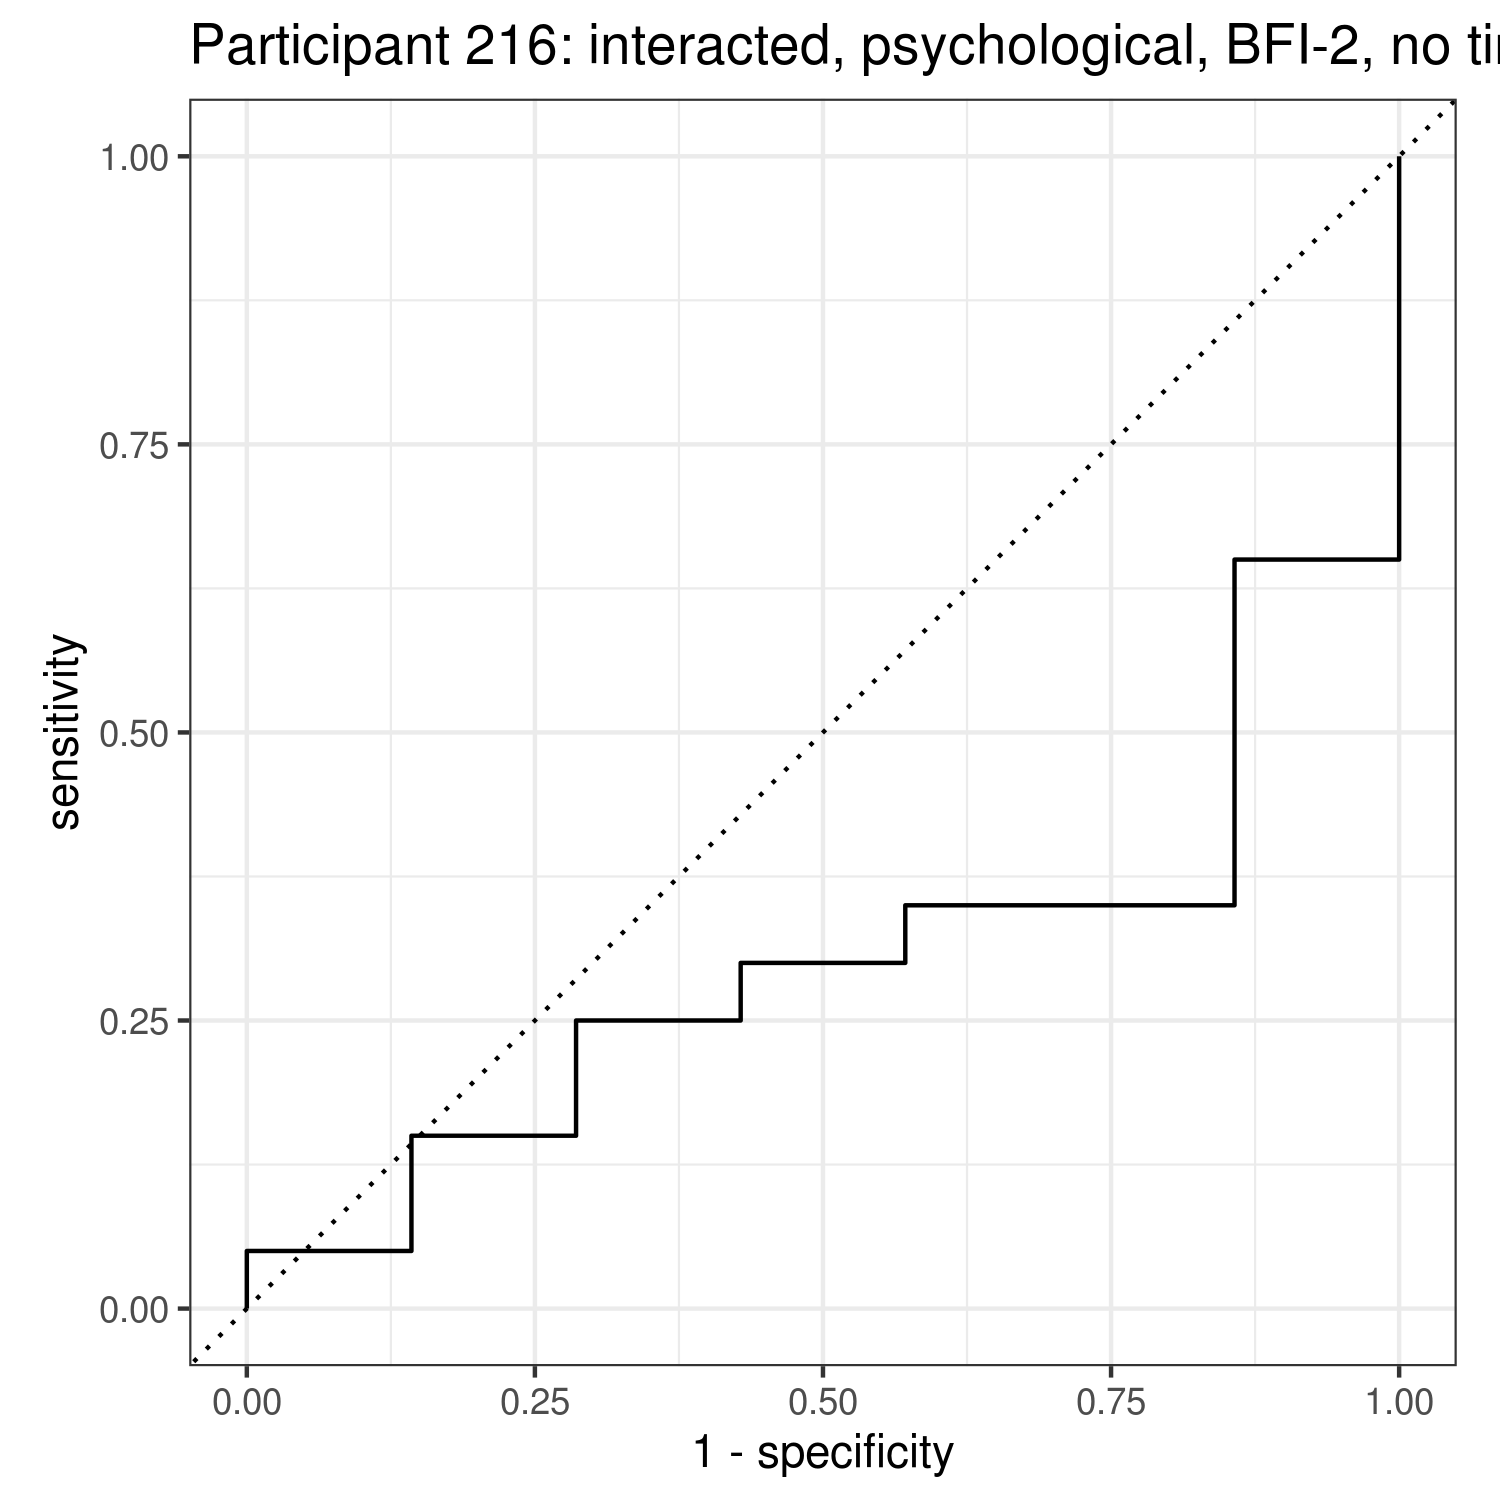 Participant 216: interacted, psychological, BFI-2, no
1.00
0.75
0.50
0.25
0.00
sensitivity
0.00 0.25 0.50 0.75 1.00
1 - specificity